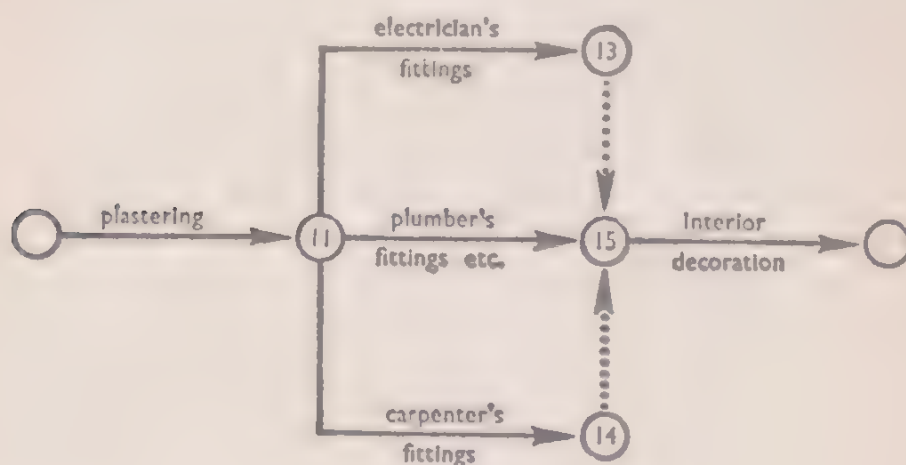 electrician's
fittings
13
plastering
11
plumber's
fittings etc.
15
interior
decoration
carpenter's
fittings
14